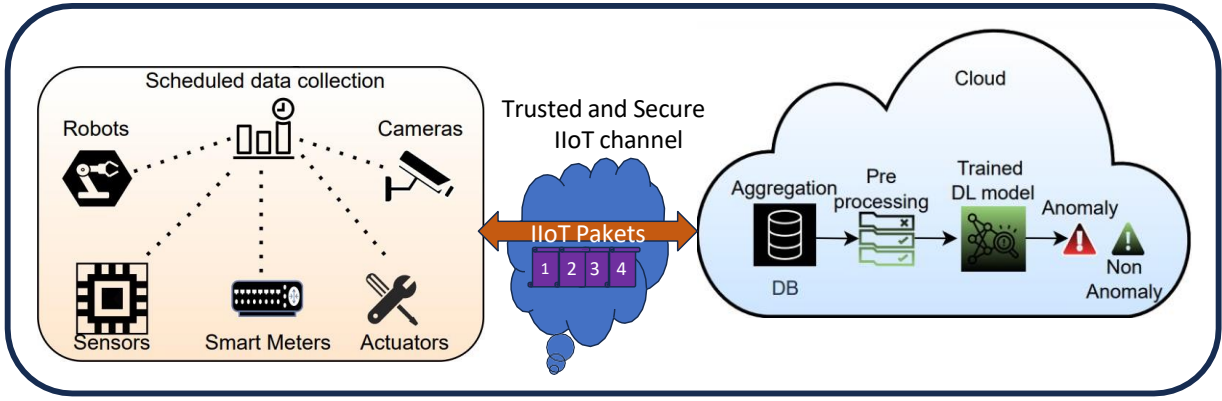 Scheduled data collection
Robots
Cameras
Sensors
Smart Meters
Actuators
Trusted and Secure
IIoT channel
IIoT Pakets
1 2 3 4
Cloud
Aggregation
DB
Pre
processing
Trained
DL model
Anomaly
Non
Anomaly